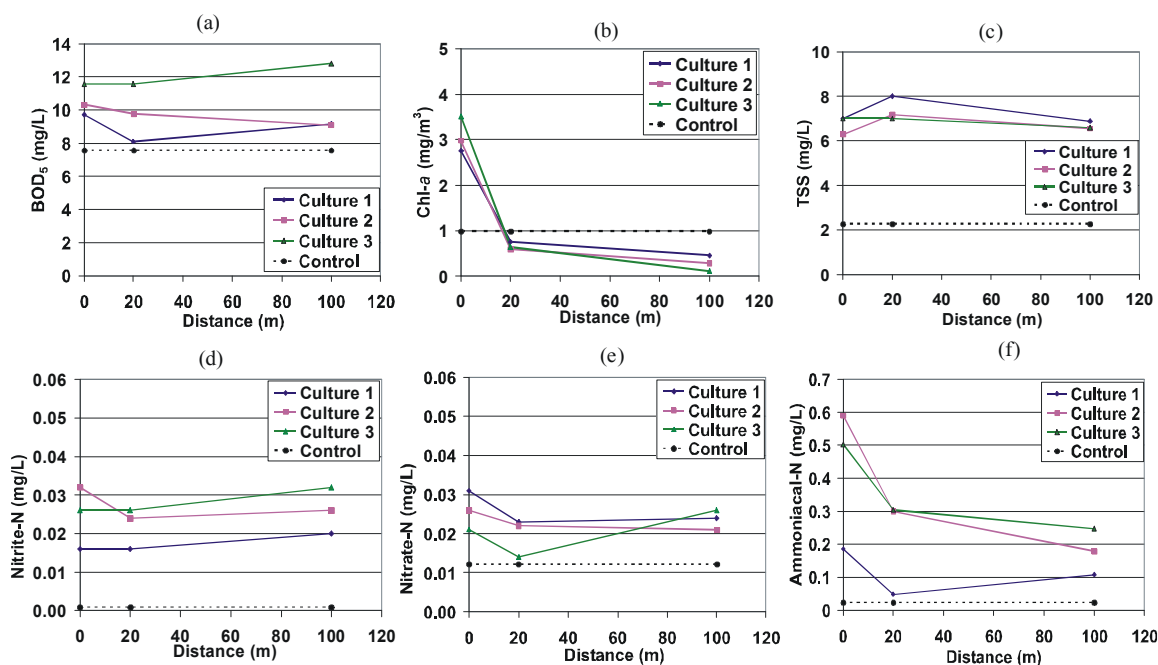 (a)
14
12
10
8
6
4
2
0
BOD5 (mg/L)
Culture 1
Culture 2
Culture 3
Control
0 20 40 60 80 100 120
Distance (m)
(b)
5
4
3
2
1
0
Chl-a (mg/m³)
Culture 1
Culture 2
Culture 3
Control
0 20 40 60 80 100 120
Distance (m)
(c)
10
8
6
4
2
0
TSS (mg/L)
Culture 1
Culture 2
Culture 3
Control
0 20 40 60 80 100 120
Distance (m)
(d)
0.06
0.05
0.04
0.03
0.02
0.01
0.00
Nitrite-N (mg/L)
Culture 1
Culture 2
Culture 3
Control
0 20 40 60 80 100 120
Distance (m)
(e)
0.06
0.05
0.04
0.03
0.02
0.01
0.00
Nitrate-N (mg/L)
Culture 1
Culture 2
Culture 3
Control
0 20 40 60 80 100 120
Distance (m)
(f)
0.7
0.6
0.5
0.4
0.3
0.2
0.1
0
Ammoniacal-N (mg/L)
Culture 1
Culture 2
Culture 3
Control
0 20 40 60 80 100 120
Distance (m)